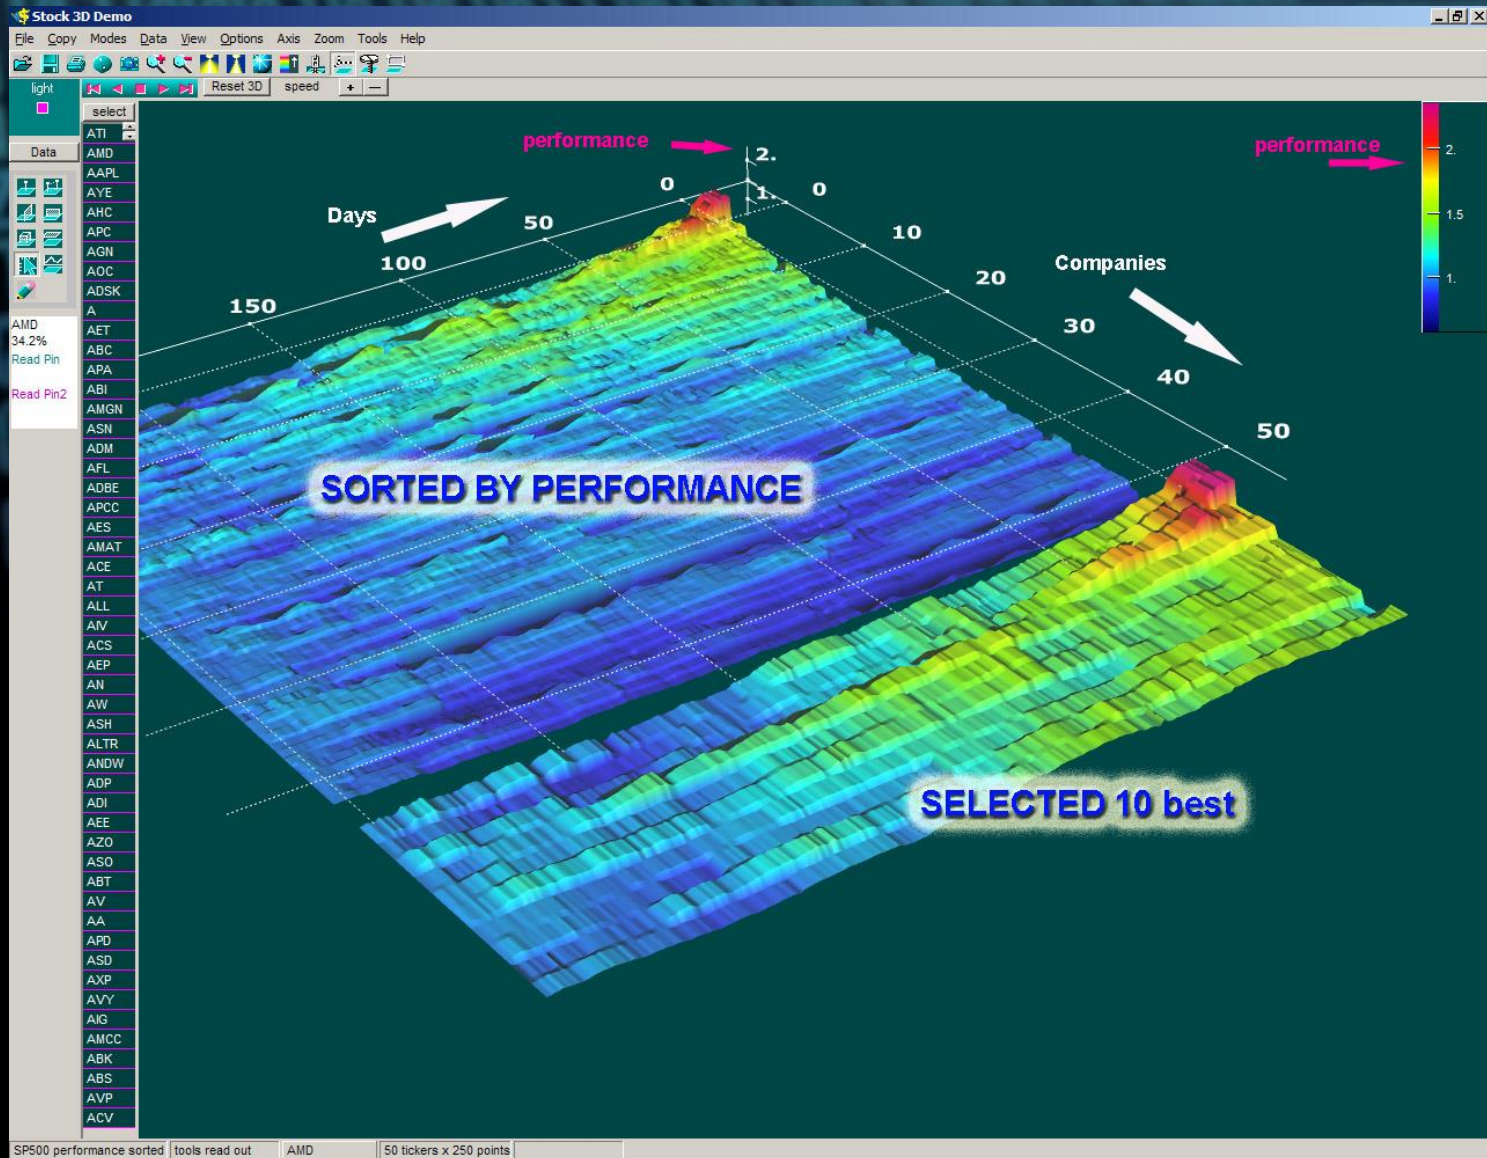 Stock 3D Demo
File Copy Modes Data View Options Axis Zoom Tools Help
light
Reset 3D speed + —
select
Data
ATI
AMD
AAPL
AYE
AHC
APC
AGN
AOC
ADSK
A
AET
ABC
APA
ABI
AMGN
ASN
ADM
AFL
ADBE
APCC
AES
AMAT
ACE
AT
ALL
AIV
ACS
AEP
AN
AW
ASH
ALTR
ANDW
ADP
ADI
AEE
AZO
ASO
ABT
AV
AA
APD
ASD
AXP
AVY
AIG
AMCC
ABK
ABS
AVP
ACV
AMD
34.2%
Read Pin
Read Pin2
performance
2.
1.
Days
0
50
100
150
0
10
20
30
40
50
Companies
performance
2.
1.5
1.
SORTED BY PERFORMANCE
SELECTED 10 best
SP500 performance sorted tools read out AMD 50 tickers x 250 points